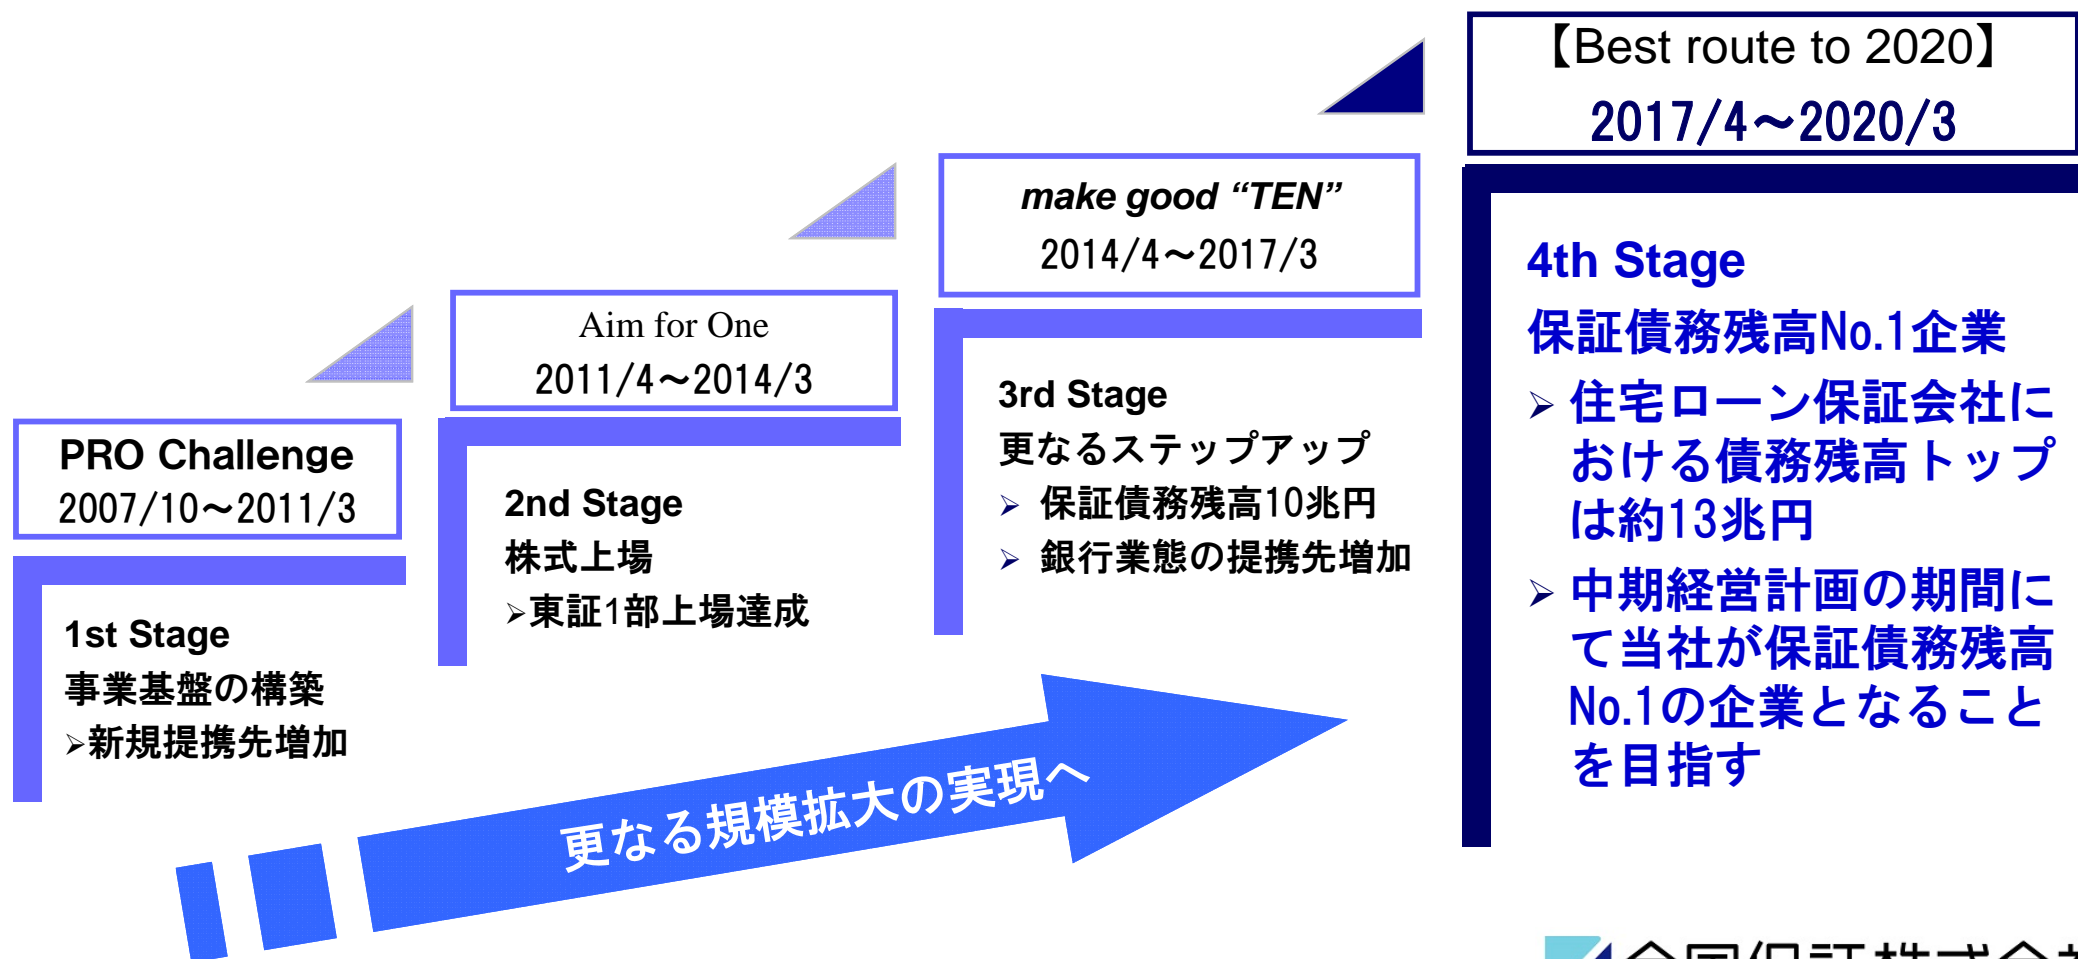 PRO Challenge
2007/10～2011/3
1st Stage
事業基盤の構築
➢新規提携先増加
Aim for One
2011/4～2014/3
2nd Stage
株式上場
➢東証1部上場達成
make good “TEN”
2014/4～2017/3
3rd Stage
更なるステップアップ
➢ 保証債務残高10兆円
➢ 銀行業態の提携先増加
【Best route to 2020】
2017/4～2020/3
4th Stage
保証債務残高No.1企業
➢ 住宅ローン保証会社に
おける債務残高トップ
は約13兆円
➢ 中期経営計画の期間に
て当社が保証債務残高
No.1の企業となること
を目指す
更なる規模拡大の実現へ
全国保証株式会社